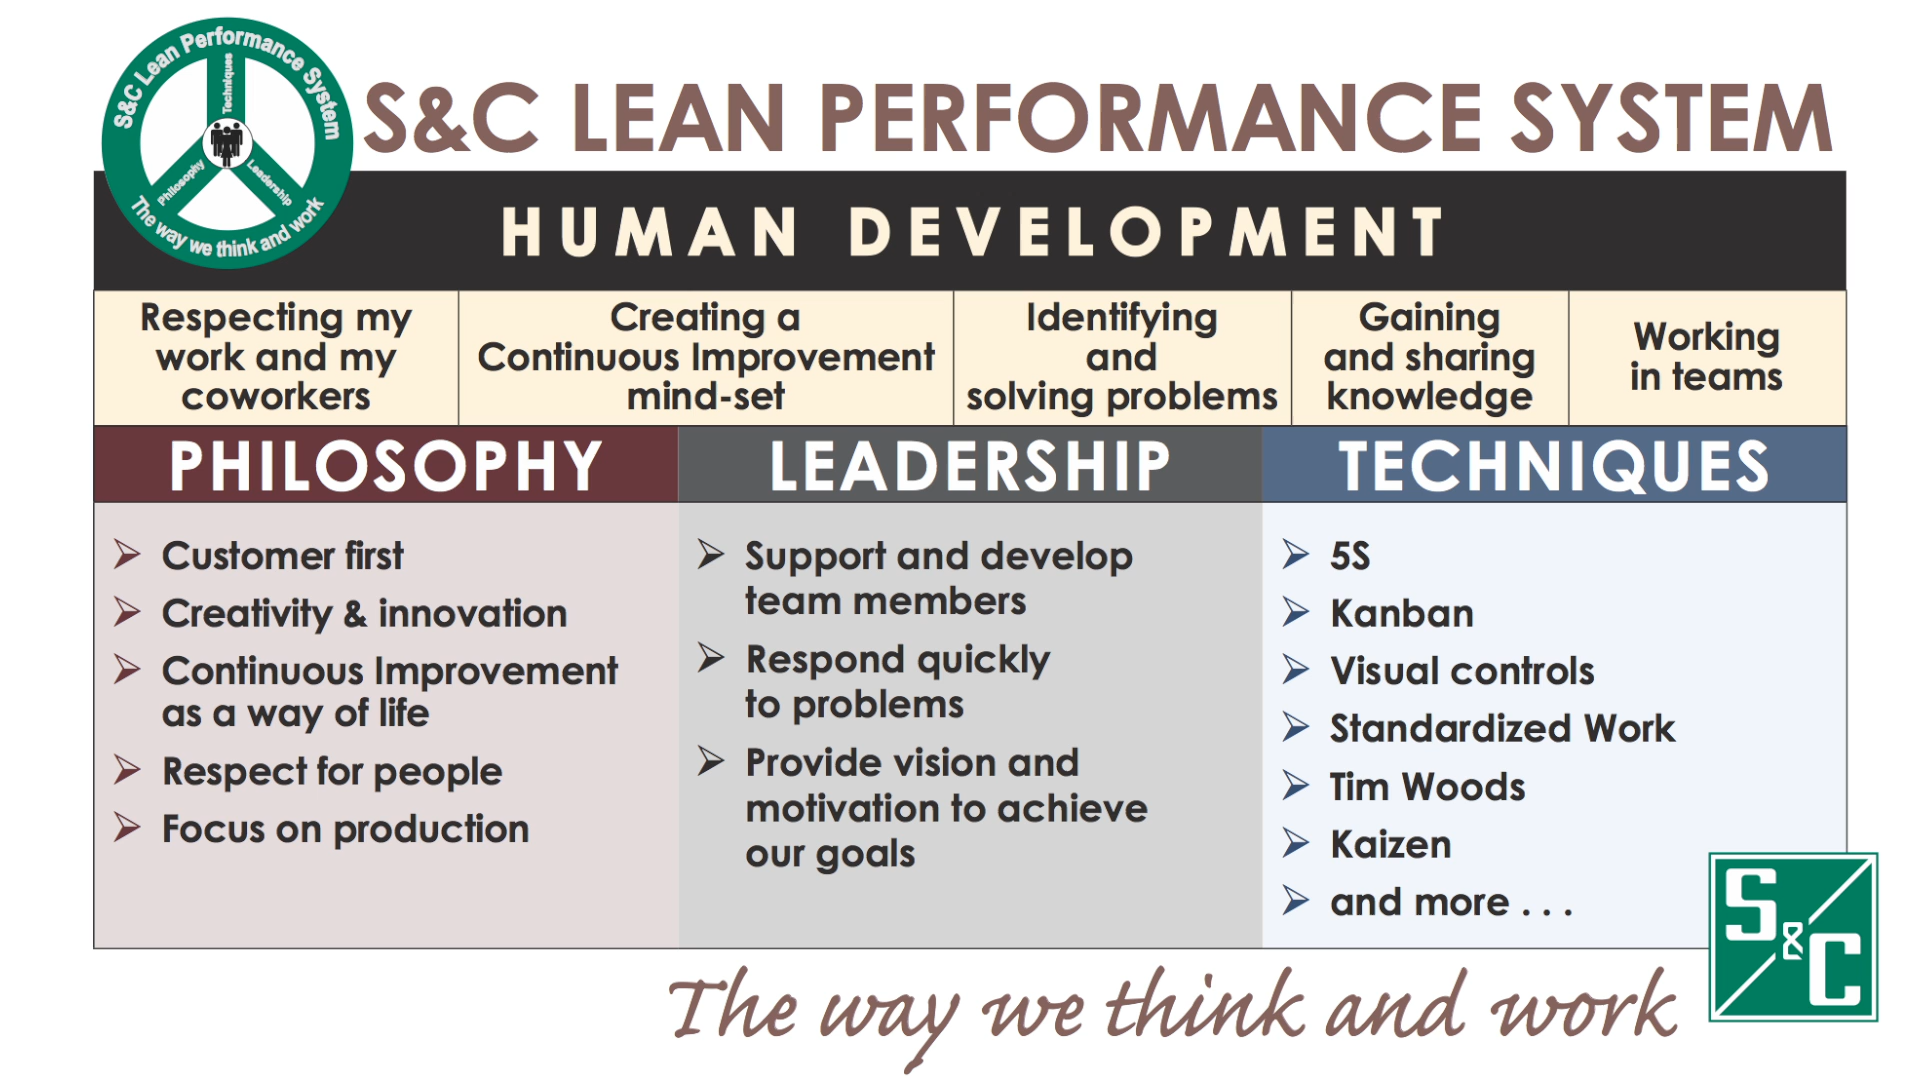 S&C Lean Performance System
Techniques
Philosophy
Leadership
The way we think and work
S&C LEAN PERFORMANCE SYSTEM
HUMAN DEVELOPMENT
Respecting my
work and my
coworkers
Creating a
Continuous Improvement
mind-set
Identifying
and
solving problems
Gaining
and sharing
knowledge
Working
in teams
PHILOSOPHY
Customer first
Creativity & innovation
Continuous Improvement
as a way of life
Respect for people
Focus on production
LEADERSHIP
Support and develop
team members
Respond quickly
to problems
Provide vision and
motivation to achieve
our goals
TECHNIQUES
5S
Kanban
Visual controls
Standardized Work
Tim Woods
Kaizen
and more . . .
The way we think and work
S&C